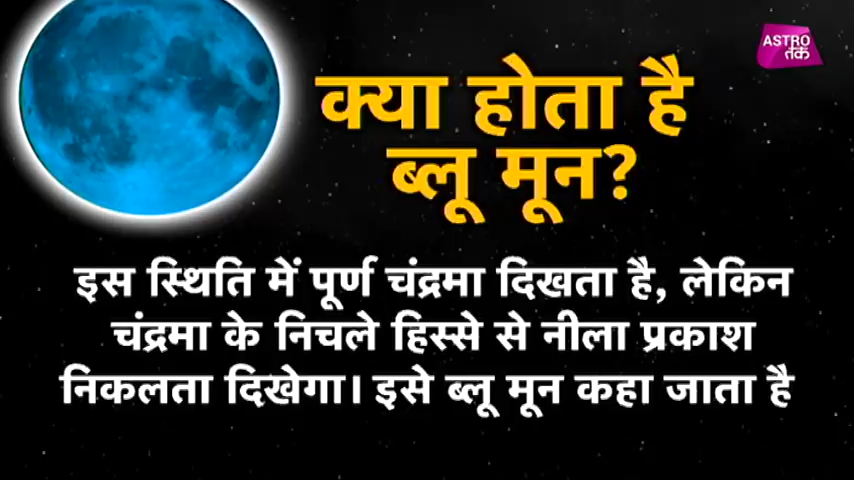 ASTRO
तक
क्या होता है
ब्लू मून?
इस स्थिति में पूर्ण चंद्रमा दिखता है, लेकिन
चंद्रमा के निचले हिस्से से नीला प्रकाश
निकलता दिखेगा। इसे ब्लू मून कहा जाता है